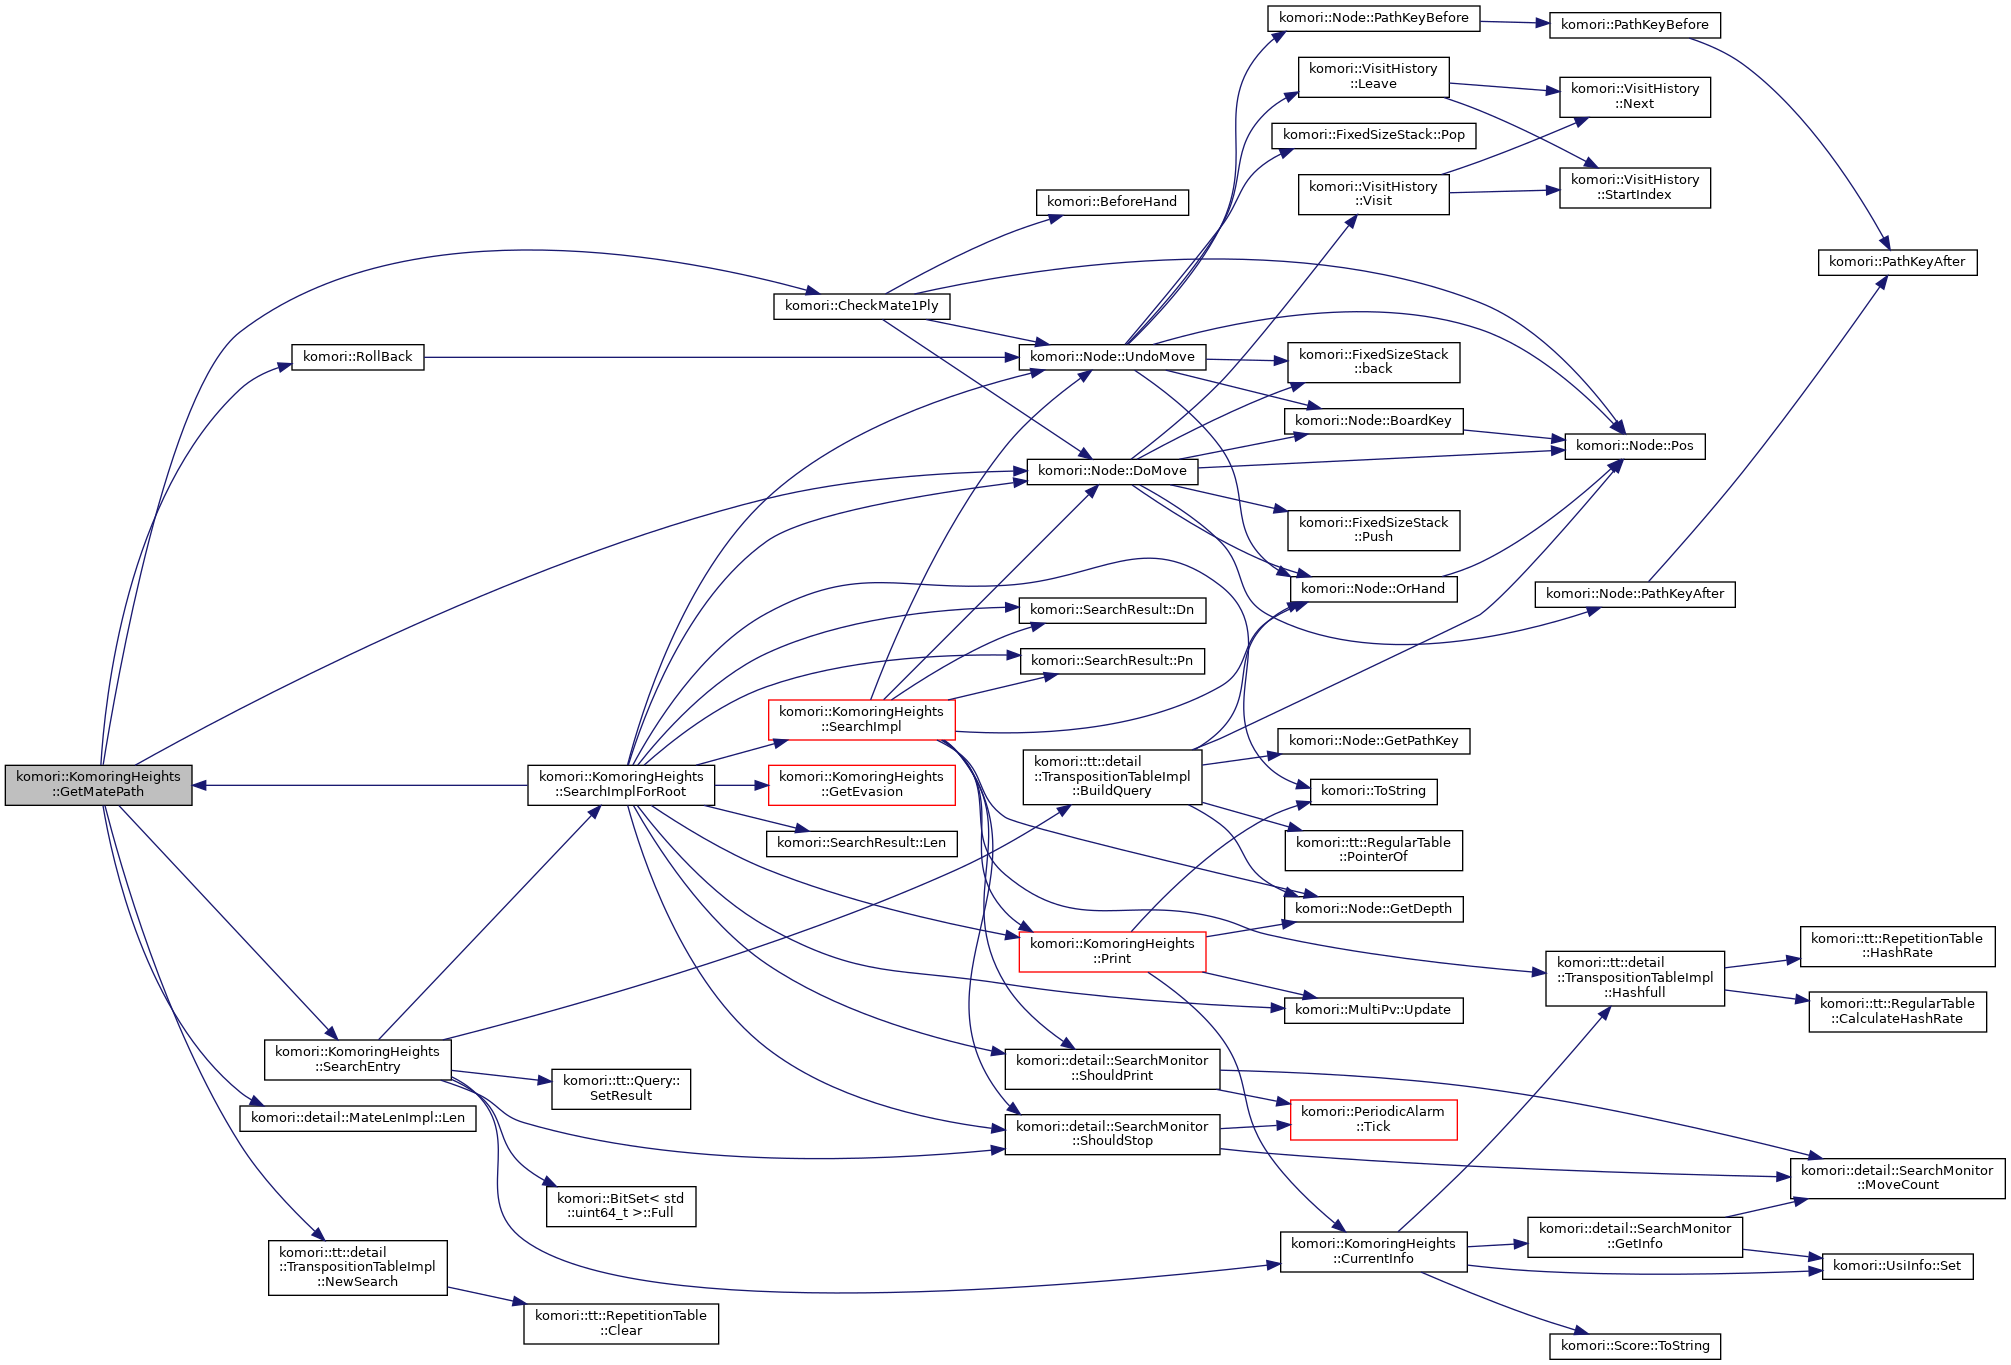 komori::KomoringHeights
::GetMatePath
komori::RollBack
komori::KomoringHeights
::SearchEntry
komori::detail::MateLenImpl::Len
komori::tt::detail
::TranspositionTableImpl
::NewSearch
komori::KomoringHeights
::SearchImplForRoot
komori::tt::Query::
SetResult
komori::BitSet< std
::uint64_t >::Full
komori::tt::RepetitionTable
::Clear
komori::CheckMate1Ply
komori::KomoringHeights
::SearchImpl
komori::KomoringHeights
::GetEvasion
komori::SearchResult::Len
komori::BeforeHand
komori::Node::UndoMove
komori::Node::DoMove
komori::SearchResult::Dn
komori::SearchResult::Pn
komori::tt::detail
::TranspositionTableImpl
::BuildQuery
komori::KomoringHeights
::Print
komori::detail::SearchMonitor
::ShouldPrint
komori::detail::SearchMonitor
::ShouldStop
komori::Node::PathKeyBefore
komori::VisitHistory
::Leave
komori::FixedSizeStack::Pop
komori::VisitHistory
::Visit
komori::FixedSizeStack
::back
komori::Node::BoardKey
komori::FixedSizeStack
::Push
komori::Node::OrHand
komori::Node::GetPathKey
komori::ToString
komori::tt::RegularTable
::PointerOf
komori::Node::GetDepth
komori::MultiPv::Update
komori::PeriodicAlarm
::Tick
komori::KomoringHeights
::CurrentInfo
komori::PathKeyBefore
komori::VisitHistory
::Next
komori::VisitHistory
::StartIndex
komori::Node::Pos
komori::Node::PathKeyAfter
komori::tt::detail
::TranspositionTableImpl
::Hashfull
komori::detail::SearchMonitor
::GetInfo
komori::Score::ToString
komori::PathKeyAfter
komori::tt::RepetitionTable
::HashRate
komori::tt::RegularTable
::CalculateHashRate
komori::detail::SearchMonitor
::MoveCount
komori::UsiInfo::Set